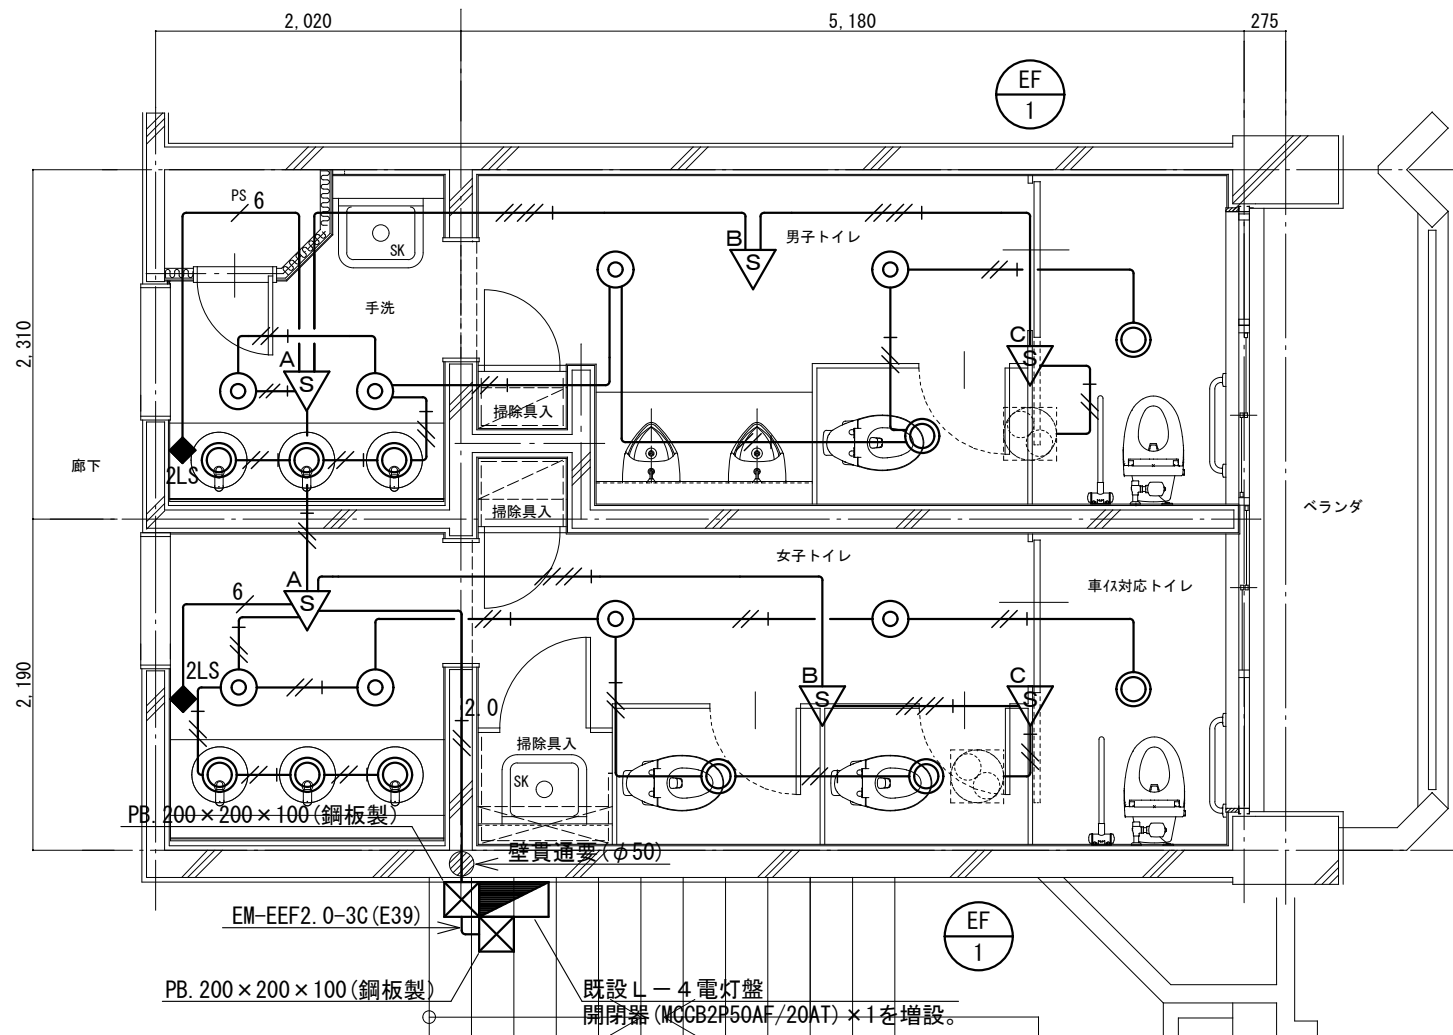 2,020
5,180
275
EF
1
PS
6
SK
B
S
男子トイレ
手洗
2,310
A
S
C
S
掃除具入
廊下
2LS
掃除具入
ベランダ
女子トイレ
車イス対応トイレ
A
S
6
2,190
2LS
B
S
C
S
2.0
掃除具入
SK
PB.200×200×100(鋼板製)
壁貫通要(φ50)
EM-EEF2.0-3C(E39)
EF
1
PB.200×200×100(鋼板製)
既設L-4電灯盤
開閉器(MCCB2P50AF/20AT)×1を増設。